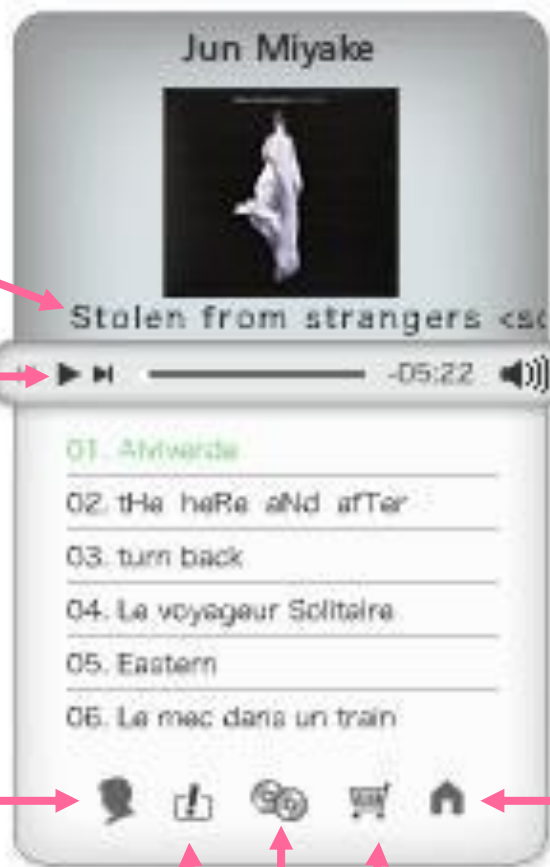 Jun Miyake
Stolen from strangers <so
-05:22
01. Alviverde
02. tHe heRe aNd afTer
03. turn back
04. Le voyageur Solitaire
05. Eastern
06. Le mec dans un train